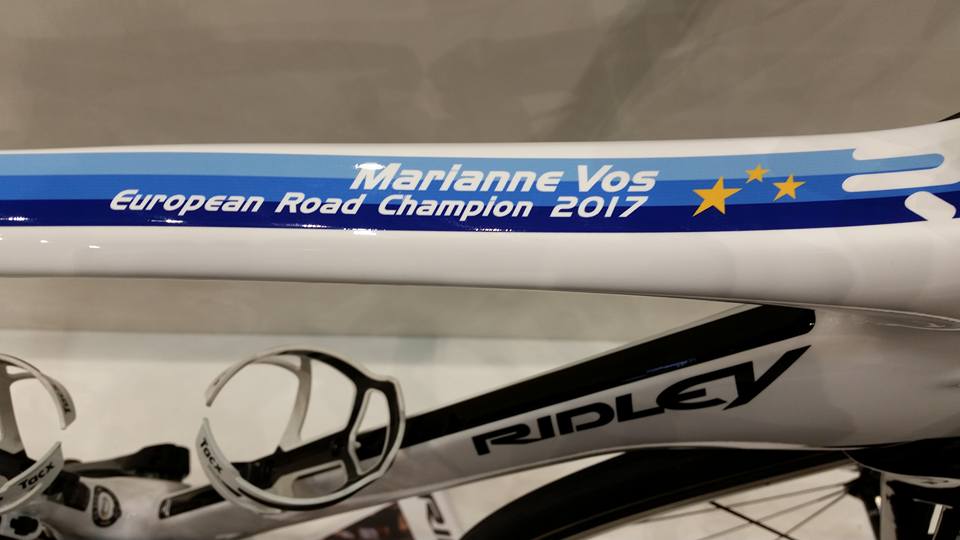 Marianne Vos
European Road Champion 2017
RIDLEY
Tacx
Tacx